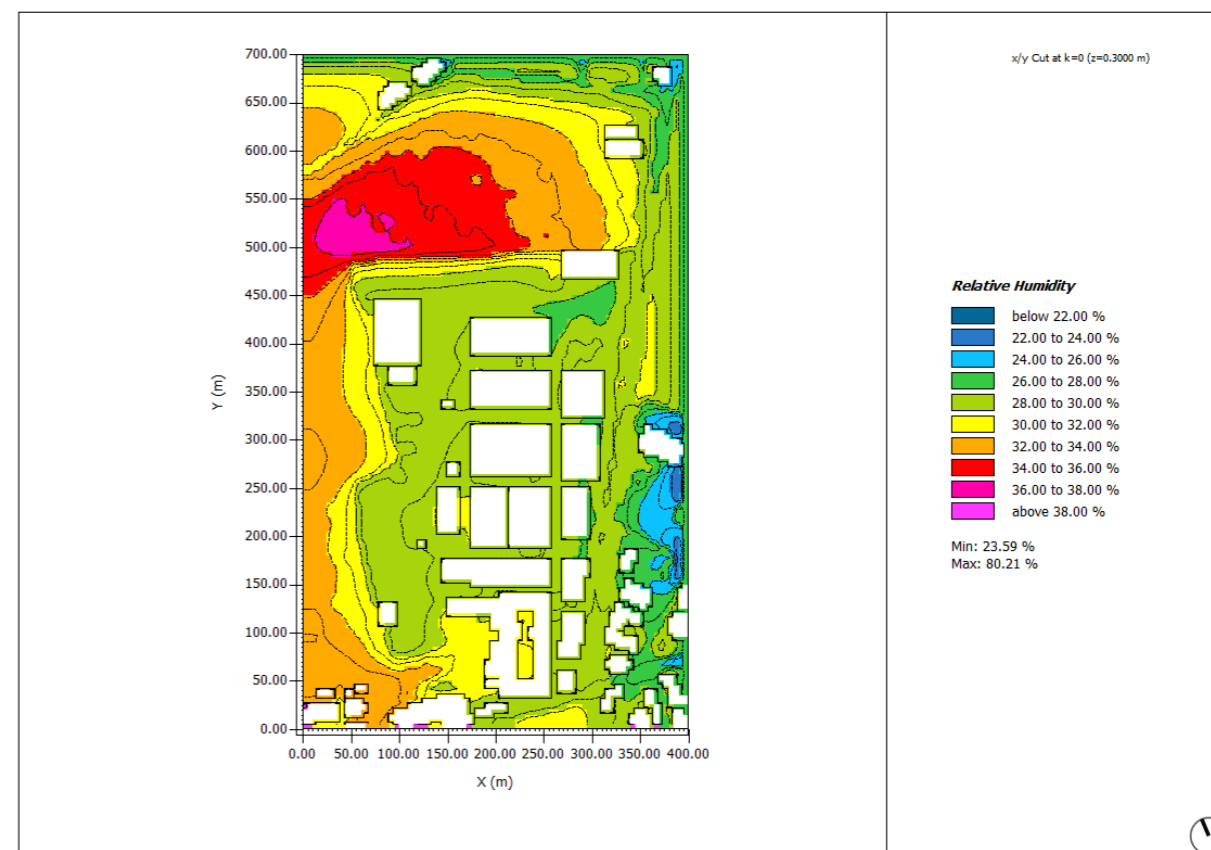 x/y Cut at k=0 (z=0.3000 m)
700.00
650.00
600.00
550.00
500.00
450.00
400.00
350.00
300.00
250.00
200.00
150.00
100.00
50.00
0.00
Y (m)
0.00 50.00 100.00 150.00 200.00 250.00 300.00 350.00 400.00
X (m)
Relative Humidity
below 22.00 %
22.00 to 24.00 %
24.00 to 26.00 %
26.00 to 28.00 %
28.00 to 30.00 %
30.00 to 32.00 %
32.00 to 34.00 %
34.00 to 36.00 %
36.00 to 38.00 %
above 38.00 %
Min: 23.59 %
Max: 80.21 %